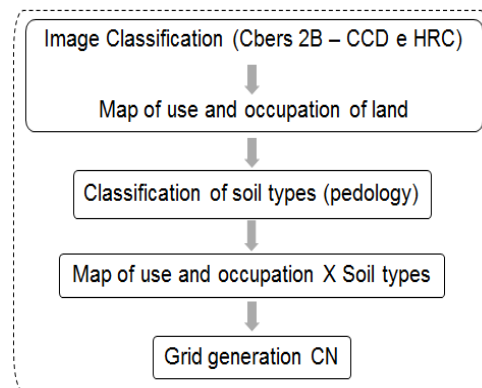 Image Classification (Cbers 2B – CCD e HRC)
Map of use and occupation of land
Classification of soil types (pedology)
Map of use and occupation X Soil types
Grid generation CN